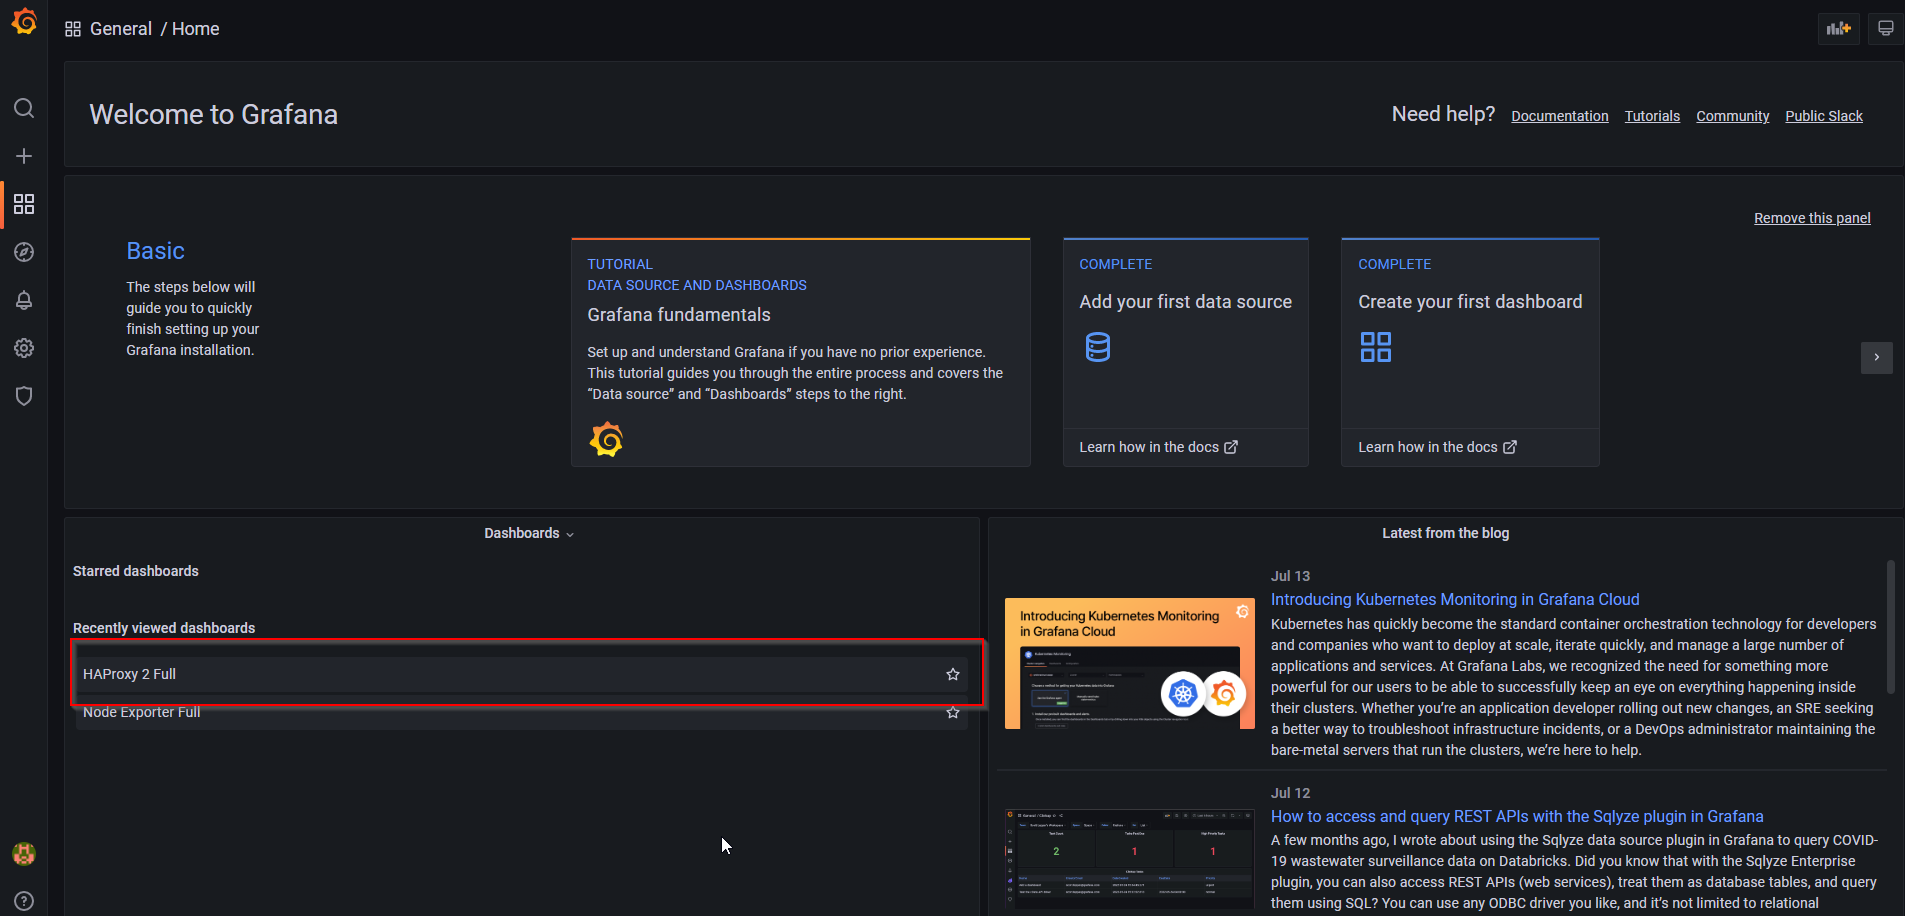 General / Home
Welcome to Grafana
Need help? Documentation Tutorials Community Public Slack
Remove this panel
Basic
The steps below will
guide you to quickly
finish setting up your
Grafana installation.
TUTORIAL
DATA SOURCE AND DASHBOARDS
Grafana fundamentals
Set up and understand Grafana if you have no prior experience.
This tutorial guides you through the entire process and covers the
“Data source” and “Dashboards” steps to the right.
COMPLETE
Add your first data source
Learn how in the docs
COMPLETE
Create your first dashboard
Learn how in the docs
Dashboards
Starred dashboards
Recently viewed dashboards
HAProxy 2 Full
Node Exporter Full
Latest from the blog
Introducing Kubernetes Monitoring
in Grafana Cloud
Jul 13
Introducing Kubernetes Monitoring in Grafana Cloud
Kubernetes has quickly become the standard container orchestration technology for developers
and companies who want to deploy at scale, iterate quickly, and manage a large number of
applications and services. At Grafana Labs, we recognized the need for something more
powerful for our users to be able to successfully keep an eye on everything happening inside
their clusters. Whether you’re an application developer rolling out new changes, an SRE seeking
a better way to troubleshoot infrastructure incidents, or a DevOps administrator maintaining the
bare-metal servers that run the clusters, we’re here to help.
2 1 1
Jul 12
How to access and query REST APIs with the Sqlyze plugin in Grafana
A few months ago, I wrote about using the Sqlyze data source plugin in Grafana to query COVID-
19 wastewater surveillance data on Databricks. Did you know that with the Sqlyze Enterprise
plugin, you can also access REST APIs (web services), treat them as database tables, and query
them using SQL? You can use any ODBC driver you like, and it’s not limited to relational